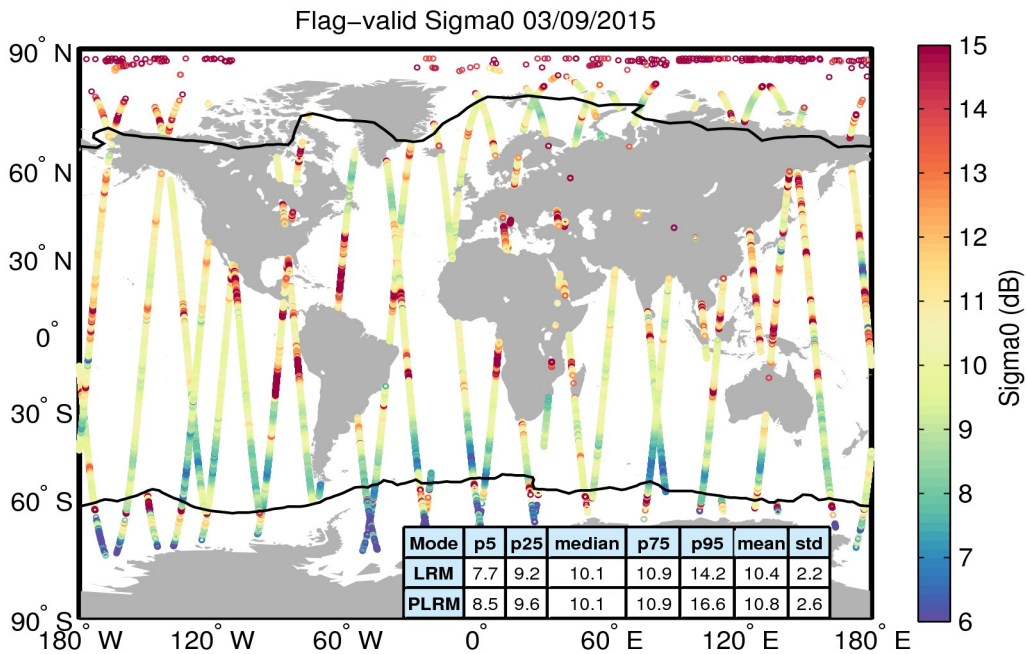 Flag−valid Sigma0 03/09/2015
90° N
60° N
30° N
0°
30° S
60° S
90° S
180° W
120° W
60° W
0°
60° E
120° E
180° E
15
14
13
12
11
10
9
8
7
6
Sigma0 (dB)
Mode p5 p25 median p75 p95 mean std
LRM 7.7 9.2 10.1 10.9 14.2 10.4 2.2
PLRM 8.5 9.6 10.1 10.9 16.6 10.8 2.6